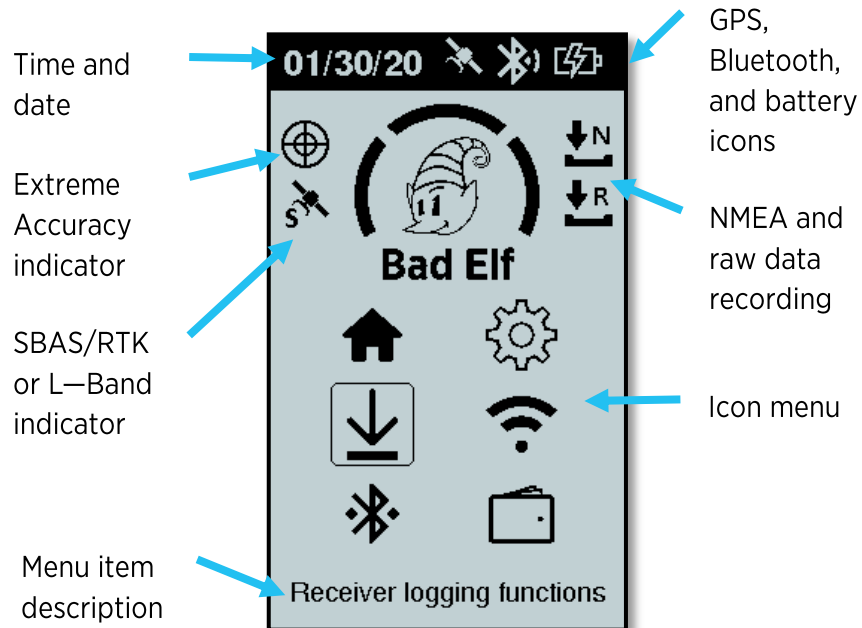 Time and
date
Extreme
Accuracy
indicator
SBAS/RTK
or L—Band
indicator
Menu item
description
01/30/20
N
S
R
Bad Elf
Receiver logging functions
GPS,
Bluetooth,
and battery
icons
NMEA and
raw data
recording
Icon menu